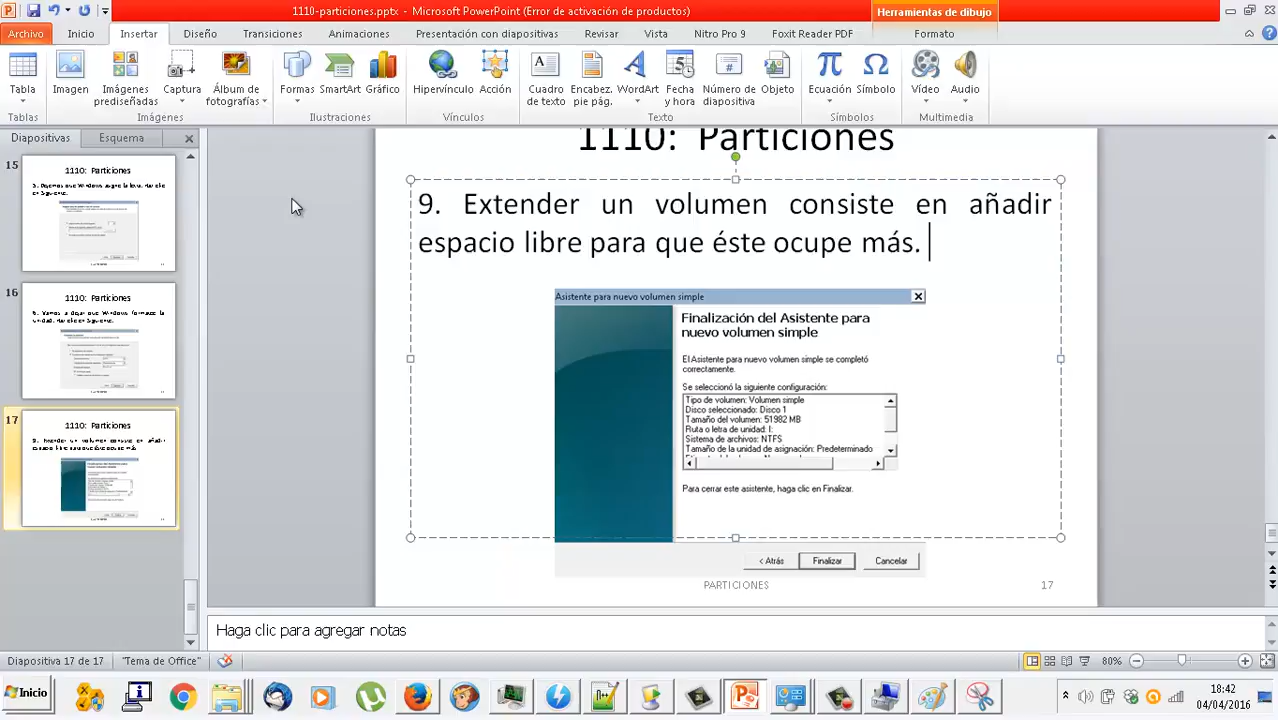 1110-particiones.pptx - Microsoft PowerPoint (Error de activación de productos)
Herramientas de dibujo
Archivo Inicio Insertar Diseño Transiciones Animaciones Presentación con diapositivas Revisar Vista Nitro Pro 9 Foxit Reader PDF Formato
Tabla
Imagen
Imágenes prediseñadas
Captura
Álbum de fotografías
Formas
SmartArt
Gráfico
Hipervínculo
Acción
Cuadro de texto
Encabez. pie pág.
WordArt
Fecha y hora
Número de diapositiva
Objeto
Ecuación
Símbolo
Vídeo
Audio
Tablas Imágenes Ilustraciones Vínculos Texto Símbolos Multimedia
Diapositivas Esquema
15
1110: Particiones
16
1110: Particiones
17
1110: Particiones
1110: Particiones
9. Extender un volumen consiste en añadir
espacio libre para que éste ocupe más.
Asistente para nuevo volumen simple
Finalización del Asistente para
nuevo volumen simple
El Asistente para nuevo volumen simple se completó
correctamente.
Se seleccionó la siguiente configuración:
Tipo de volumen: Volumen simple
Disco seleccionado: Disco 1
Tamaño del volumen: 51982 MB
Ruta o letra de unidad: I:
Sistema de archivos: NTFS
Tamaño de la unidad de asignación: Predeterminado
Para cerrar este asistente, haga clic en Finalizar.
< Atrás Finalizar Cancelar
PARTICIONES 17
Haga clic para agregar notas
Diapositiva 17 de 17 "Tema de Office" 80%
Inicio
18:42
04/04/2016